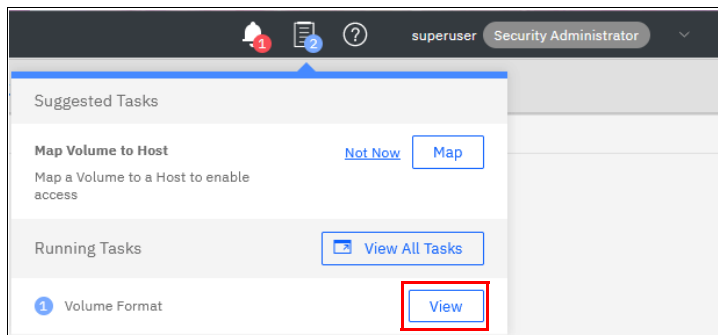 1 2 ? superuser Security Administrator
Suggested Tasks
Map Volume to Host Not Now Map
Map a Volume to a Host to enable
access
Running Tasks View All Tasks
1 Volume Format View